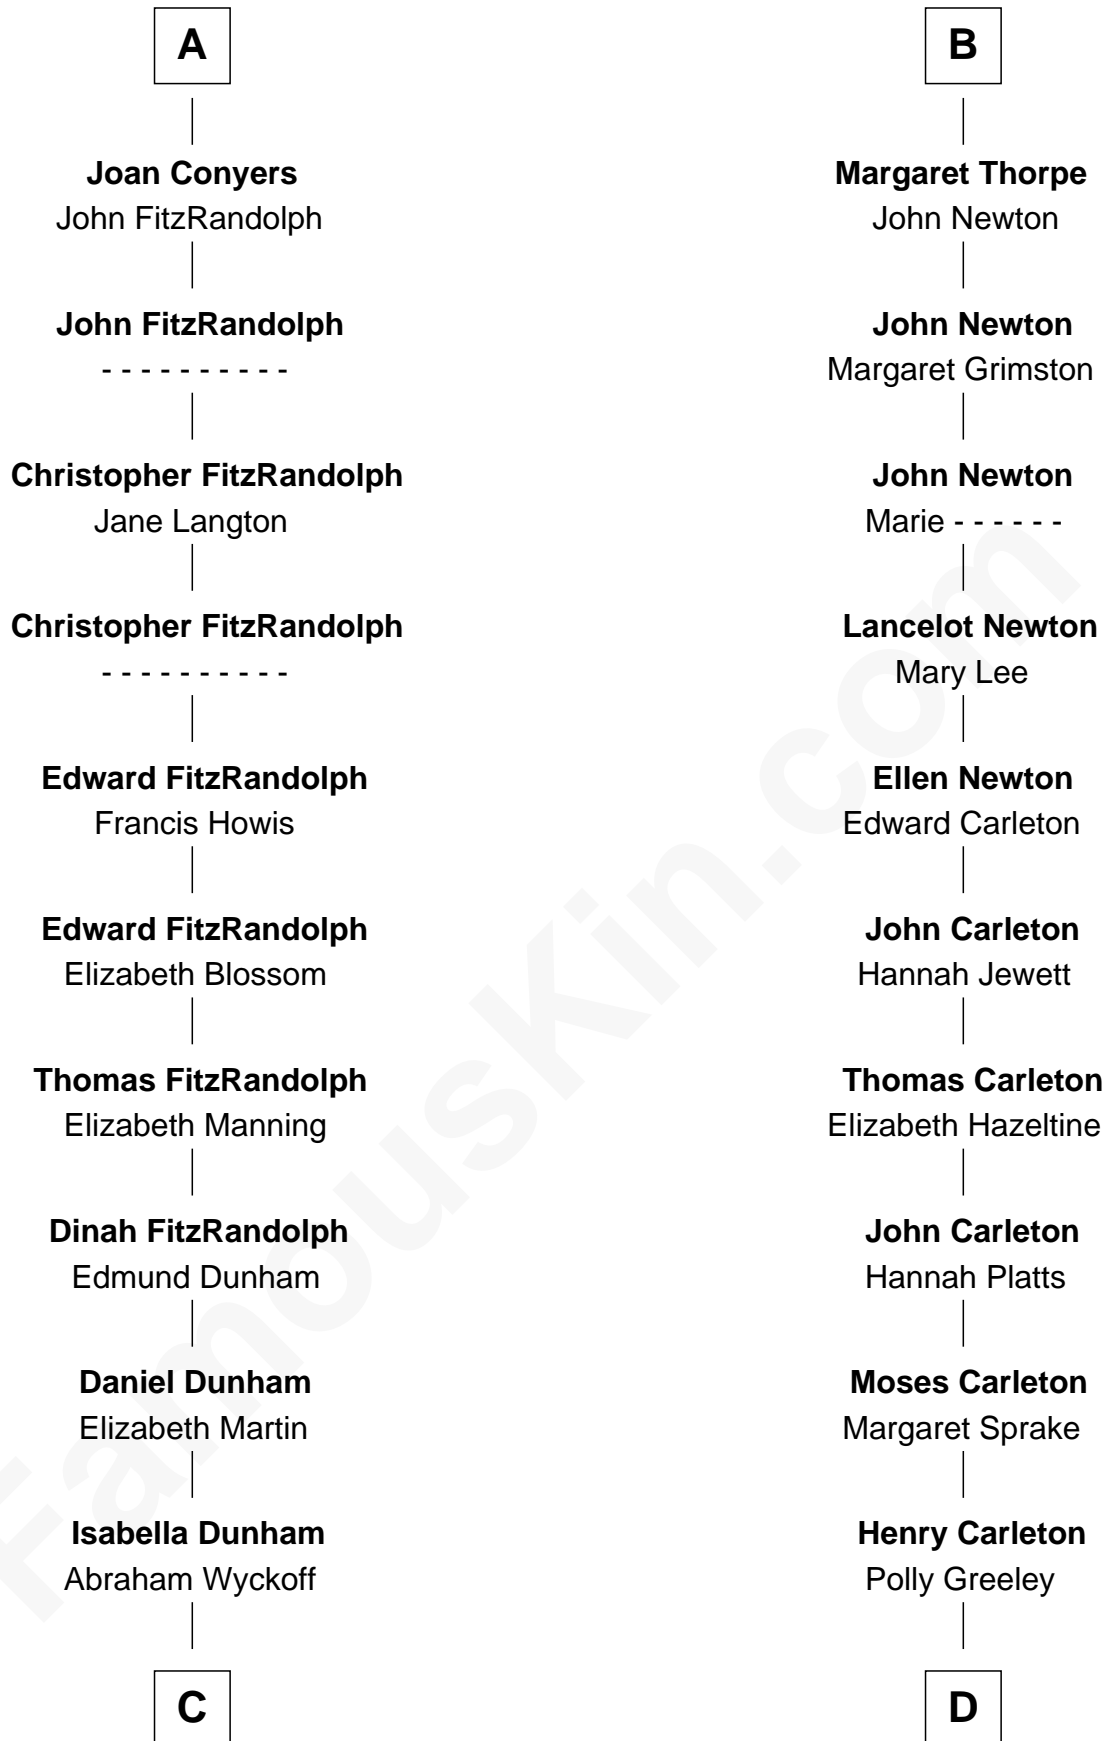 A
Joan Conyers
John FitzRandolph
John FitzRandolph
- - - - - - - - - -
Christopher FitzRandolph
Jane Langton
Christopher FitzRandolph
- - - - - - - - - -
Edward FitzRandolph
Francis Howis
Edward FitzRandolph
Elizabeth Blossom
Thomas FitzRandolph
Elizabeth Manning
Dinah FitzRandolph
Edmund Dunham
Daniel Dunham
Elizabeth Martin
Isabella Dunham
Abraham Wyckoff
C
B
Margaret Thorpe
John Newton
John Newton
Margaret Grimston
John Newton
Marie - - - - - -
Lancelot Newton
Mary Lee
Ellen Newton
Edward Carleton
John Carleton
Hannah Jewett
Thomas Carleton
Elizabeth Hazeltine
John Carleton
Hannah Platts
Moses Carleton
Margaret Sprake
Henry Carleton
Polly Greeley
D
FamousKin.com